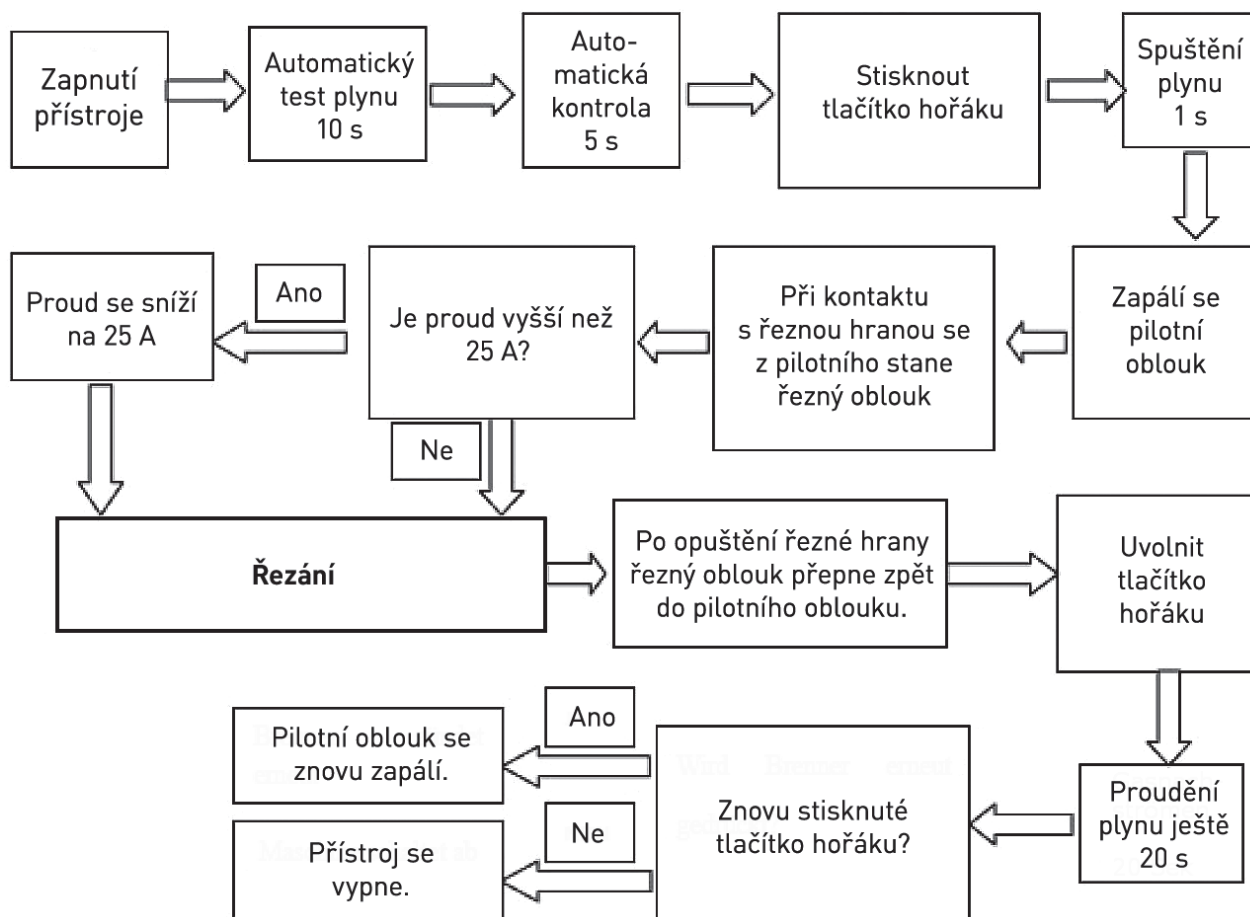 Zapnutí
přístroje
Automatický
test plynu
10 s
Auto-
matická
kontrola
5 s
Stisknout
tlačítko hořáku
Spuštění
plynu
1 s
Zapálí se
pilotní
oblouk
Při kontaktu
s řeznou hranou se
z pilotního stane
řezný oblouk
Je proud vyšší než
25 A?
Ano
Proud se sníží
na 25 A
Ne
Řezání
Po opuštění řezné hrany
řezný oblouk přepne zpět
do pilotního oblouku.
Uvolnit
tlačítko
hořáku
Proudění
plynu ještě
20 s
Znovu stisknuté
tlačítko hořáku?
Wird Brenner erneut
Ano
Pilotní oblouk se
znovu zapálí.
Ne
Přístroj se
vypne.